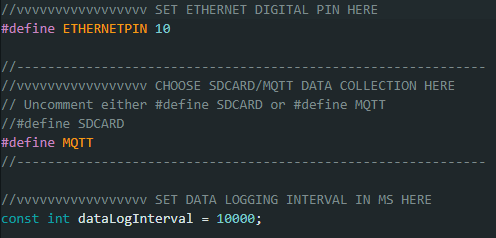 //vvvvvvvvvvvvvvvvv SET ETHERNET DIGITAL PIN HERE
#define ETHERNETPIN 10
//-------------------------------------------------------------
//vvvvvvvvvvvvvvvvv CHOOSE SDCARD/MQTT DATA COLLECTION HERE
// Uncomment either #define SDCARD or #define MQTT
//#define SDCARD
#define MQTT
//-------------------------------------------------------------
//vvvvvvvvvvvvvvvvv SET DATA LOGGING INTERVAL IN MS HERE
const int dataLogInterval = 10000;